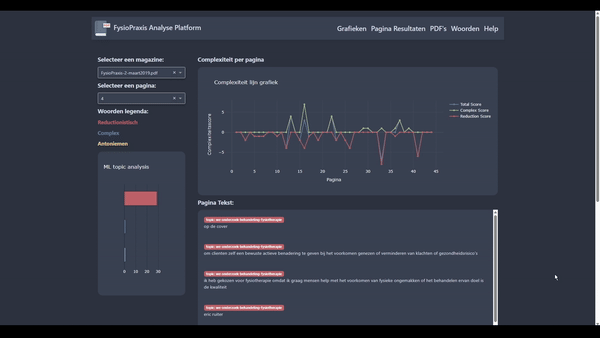 FysioPraxis Analyse Platform
Grafieken Pagina Resultaten PDF's Woorden Help
Selecteer een magazine:
FysioPraxis-2-maart2019.pdf
Selecteer een pagina:
4
Woorden legenda:
Reductionistisch
Complex
Antoniemen
ML topic analysis
0 10 20 30
Complexiteit per pagina
Complexiteit lijn grafiek
Complexiteitsscore
5
0
−5
0 5 10 15 20 25 30 35 40 45
Pagina
Total Score
Complex Score
Reduction Score
Pagina Tekst:
topic: ws-onderzoek-behandeling-fysiotherapie
op de cover
topic: ws-onderzoek-behandeling-fysiotherapie
om clienten zelf een bewuste actieve benadering te geven bij het voorkomen genezen of verminderen van klachten of gezondheidsrisico's
topic: ws-onderzoek-behandeling-fysiotherapie
ik heb gekozen voor fysiotherapie omdat ik graag mensen help met het voorkomen van fysieke ongemakken of het behandelen ervan doel is de kwaliteit
topic: ws-onderzoek-behandeling-fysiotherapie
eric ruiter